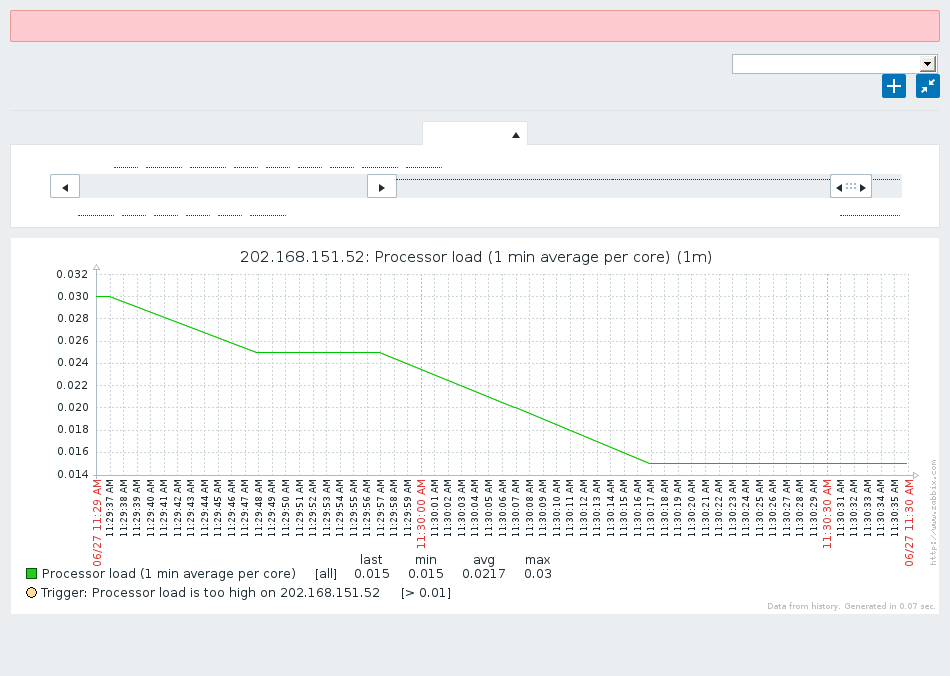 202.168.151.52: Processor load (1 min average per core) (1m)
0.032
0.030
0.028
0.026
0.024
0.022
0.020
0.018
0.016
0.014
06/27 11:29 AM
11:29:37 AM
11:29:38 AM
11:29:39 AM
11:29:40 AM
11:29:41 AM
11:29:42 AM
11:29:43 AM
11:29:44 AM
11:29:45 AM
11:29:46 AM
11:29:47 AM
11:29:48 AM
11:29:49 AM
11:29:50 AM
11:29:51 AM
11:29:52 AM
11:29:53 AM
11:29:54 AM
11:29:55 AM
11:29:56 AM
11:29:57 AM
11:29:58 AM
11:29:59 AM
11:30:00 AM
11:30:01 AM
11:30:02 AM
11:30:03 AM
11:30:04 AM
11:30:05 AM
11:30:06 AM
11:30:07 AM
11:30:08 AM
11:30:09 AM
11:30:10 AM
11:30:11 AM
11:30:12 AM
11:30:13 AM
11:30:14 AM
11:30:15 AM
11:30:16 AM
11:30:17 AM
11:30:18 AM
11:30:19 AM
11:30:20 AM
11:30:21 AM
11:30:22 AM
11:30:23 AM
11:30:24 AM
11:30:25 AM
11:30:26 AM
11:30:27 AM
11:30:28 AM
11:30:29 AM
11:30:30 AM
11:30:31 AM
11:30:32 AM
11:30:33 AM
11:30:34 AM
11:30:35 AM
06/27 11:30 AM
http://www.zabbix.com
last min avg max
Processor load (1 min average per core) [all] 0.015 0.015 0.0217 0.03
Trigger: Processor load is too high on 202.168.151.52 [> 0.01]
Data from history. Generated in 0.07 sec.